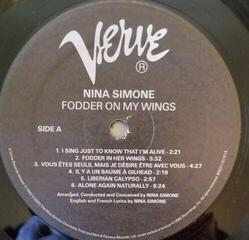 Verve
®
NINA SIMONE
FODDER ON MY WINGS
SIDE A
1. I SING JUST TO KNOW THAT I'M ALIVE - 2:21
2. FODDER IN HER WINGS - 5:32
3. VOUS ÊTES SEULS, MAIS JE DÉSIRE ÊTRE AVEC VOUS - 4:27
4. IL Y A UN BAUME À GILHEAD - 2:19
5. LIBERIAN CALYPSO - 2:55
6. ALONE AGAIN NATURALLY - 6:24
Arranged, Conducted and Conceived by NINA SIMONE
English and French Lyrics by NINA SIMONE